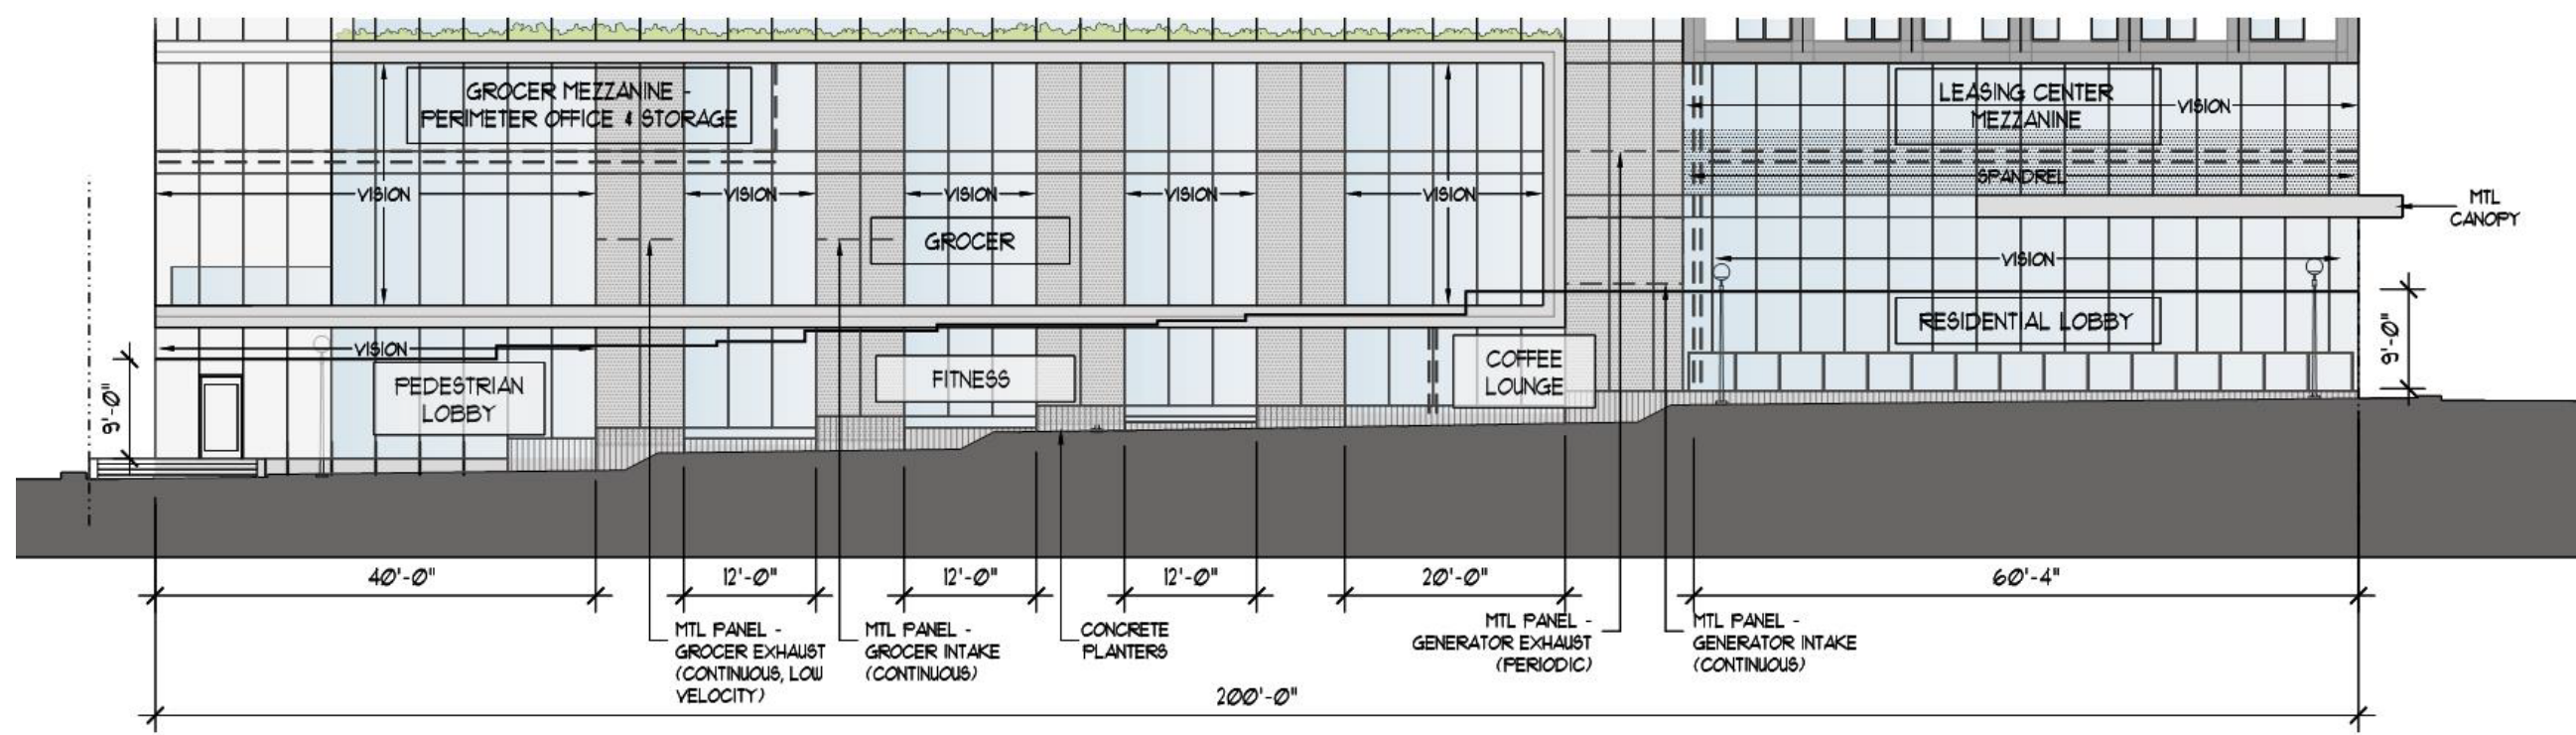 GROCER MEZZANINE -
PERIMETER OFFICE & STORAGE
LEASING CENTER
MEZZANINE
VISION
SPANDREL
VISION
VISION
VISION
VISION
VISION
MTL
CANOPY
GROCER
VISION
RESIDENTIAL LOBBY
9'-0"
VISION
PEDESTRIAN
LOBBY
FITNESS
COFFEE
LOUNGE
9'-0"
40'-0"
12'-0"
12'-0"
12'-0"
20'-0"
60'-4"
MTL PANEL -
GROCER EXHAUST
(CONTINUOUS, LOW
VELOCITY)
MTL PANEL -
GROCER INTAKE
(CONTINUOUS)
CONCRETE
PLANTERS
MTL PANEL -
GENERATOR EXHAUST
(PERIODIC)
MTL PANEL -
GENERATOR INTAKE
(CONTINUOUS)
200'-0"